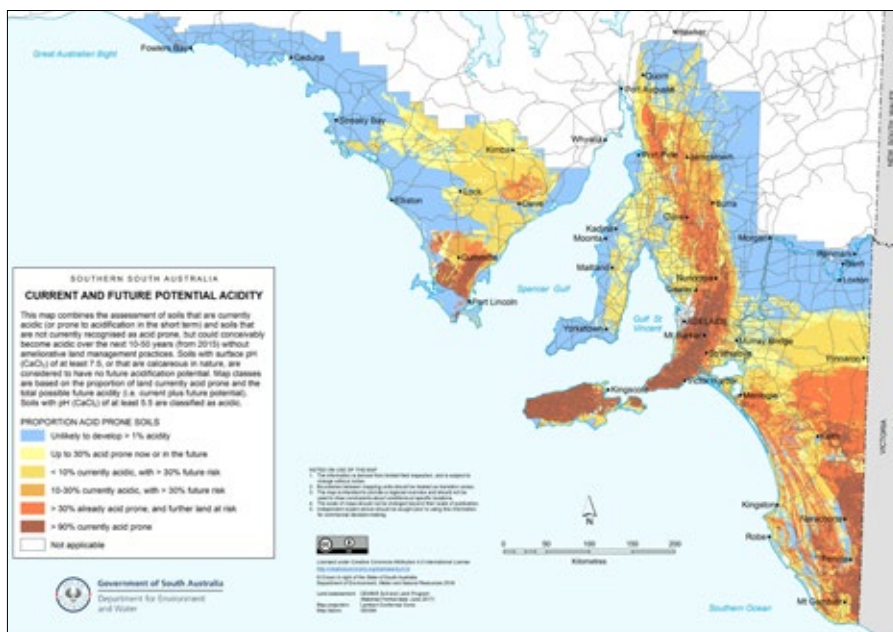 Great Australian Bight
Fowlers Bay
Ceduna
Streaky Bay
Elliston
Lock
Kimba
Cleve
Cummins
Port Lincoln
Whyalla
Hawker
Quorn
Port Augusta
Port Pirie
Jamestown
Burra
Clare
Kadina
Moonta
Maitland
Yorketown
Spencer Gulf
Gulf St
Vincent
Nuriootpa
Gawler
ADELAIDE
Mt Barker
Strathalbyn
Victor Harbor
Kingscote
Morgan
Renmark
Berri
Loxton
Murray Bridge
Pinnaroo
Meningie
Keith
Kingston
Naracoorte
Robe
Penola
Mt Gambier
Southern Ocean
NEW SOUTH WALES
VICTORIA
SOUTHERN SOUTH AUSTRALIA
CURRENT AND FUTURE POTENTIAL ACIDITY
This map combines the assessment of soils that are currently
acidic (or prone to acidification in the short term) and soils that
are not currently recognised as acid prone, but could conceivably
become acidic over the next 10-50 years (from 2015) without
ameliorative land management practices. Soils with surface pH
(CaCl₂) of at least 7.5, or that are calcareous in nature, are
considered to have no future acidification potential. Map classes
are based on the proportion of land currently acid prone and the
total possible future acidity (i.e. current plus future potential).
Soils with pH (CaCl₂) of at least 5.5 are classified as acidic.
PROPORTION ACID PRONE SOILS
Unlikely to develop > 1% acidity
Up to 30% acid prone now or in the future
< 10% currently acidic, with > 30% future risk
10-30% currently acidic, with > 30% future risk
> 30% already acid prone, and further land at risk
> 90% currently acid prone
Not applicable
NOTES ON USE OF THE MAP
N
0 50 100 150 200
Kilometres
Government of South Australia
Department for Environment
and Water